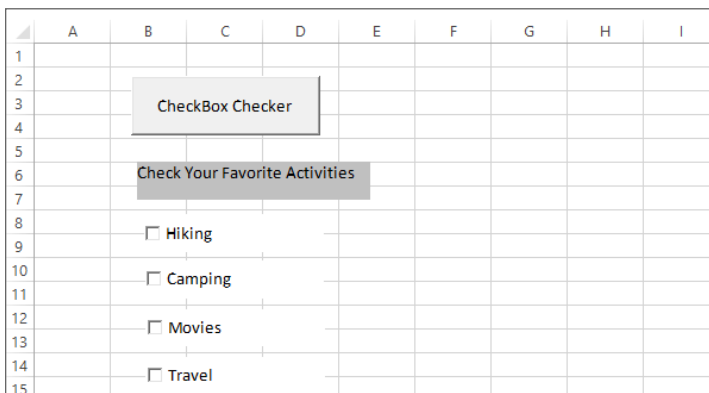 A B C D E F G H I
1
2
3 CheckBox Checker
4
5
6 Check Your Favorite Activities
7
8 Hiking
9
10 Camping
11
12 Movies
13
14 Travel
15